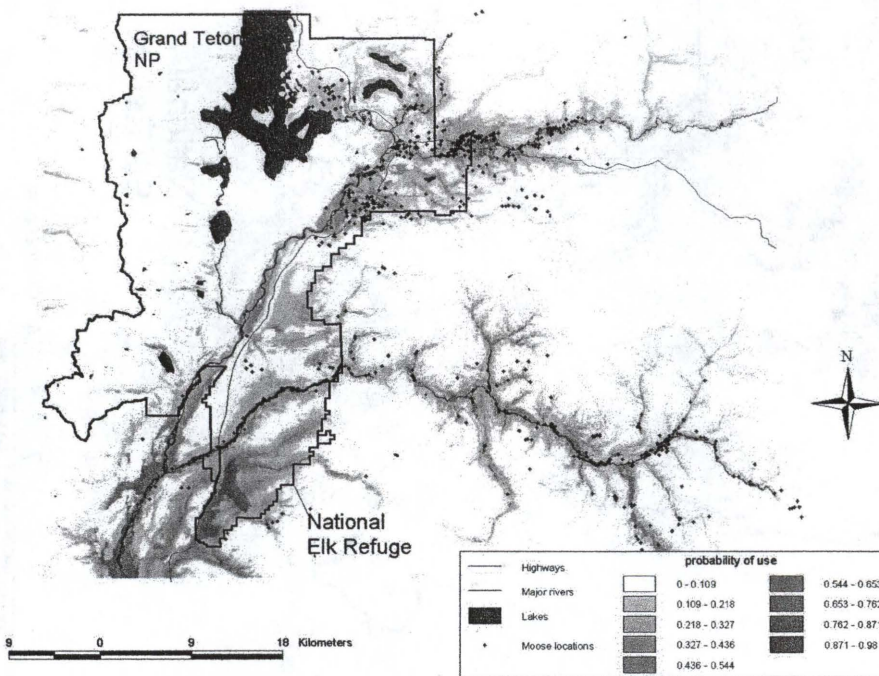 Grand Teton
NP
N
National
Elk Refuge
Highways
Major rivers
Lakes
Moose locations
probability of use
0 - 0.109
0.109 - 0.218
0.218 - 0.327
0.327 - 0.436
0.436 - 0.544
0.544 - 0.653
0.653 - 0.762
0.762 - 0.871
0.871 - 0.98
9 0 9 18 Kilometers